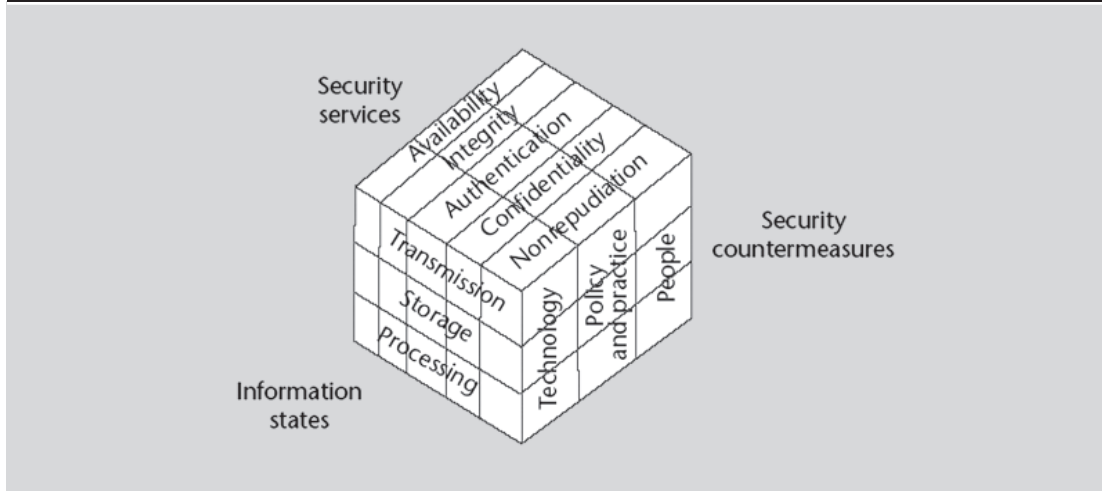 Security
services
Availability
Integrity
Authentication
Confidentiality
Nonrepudiation
Transmission
Storage
Processing
Technology
Policy
and practice
People
Security
countermeasures
Information
states